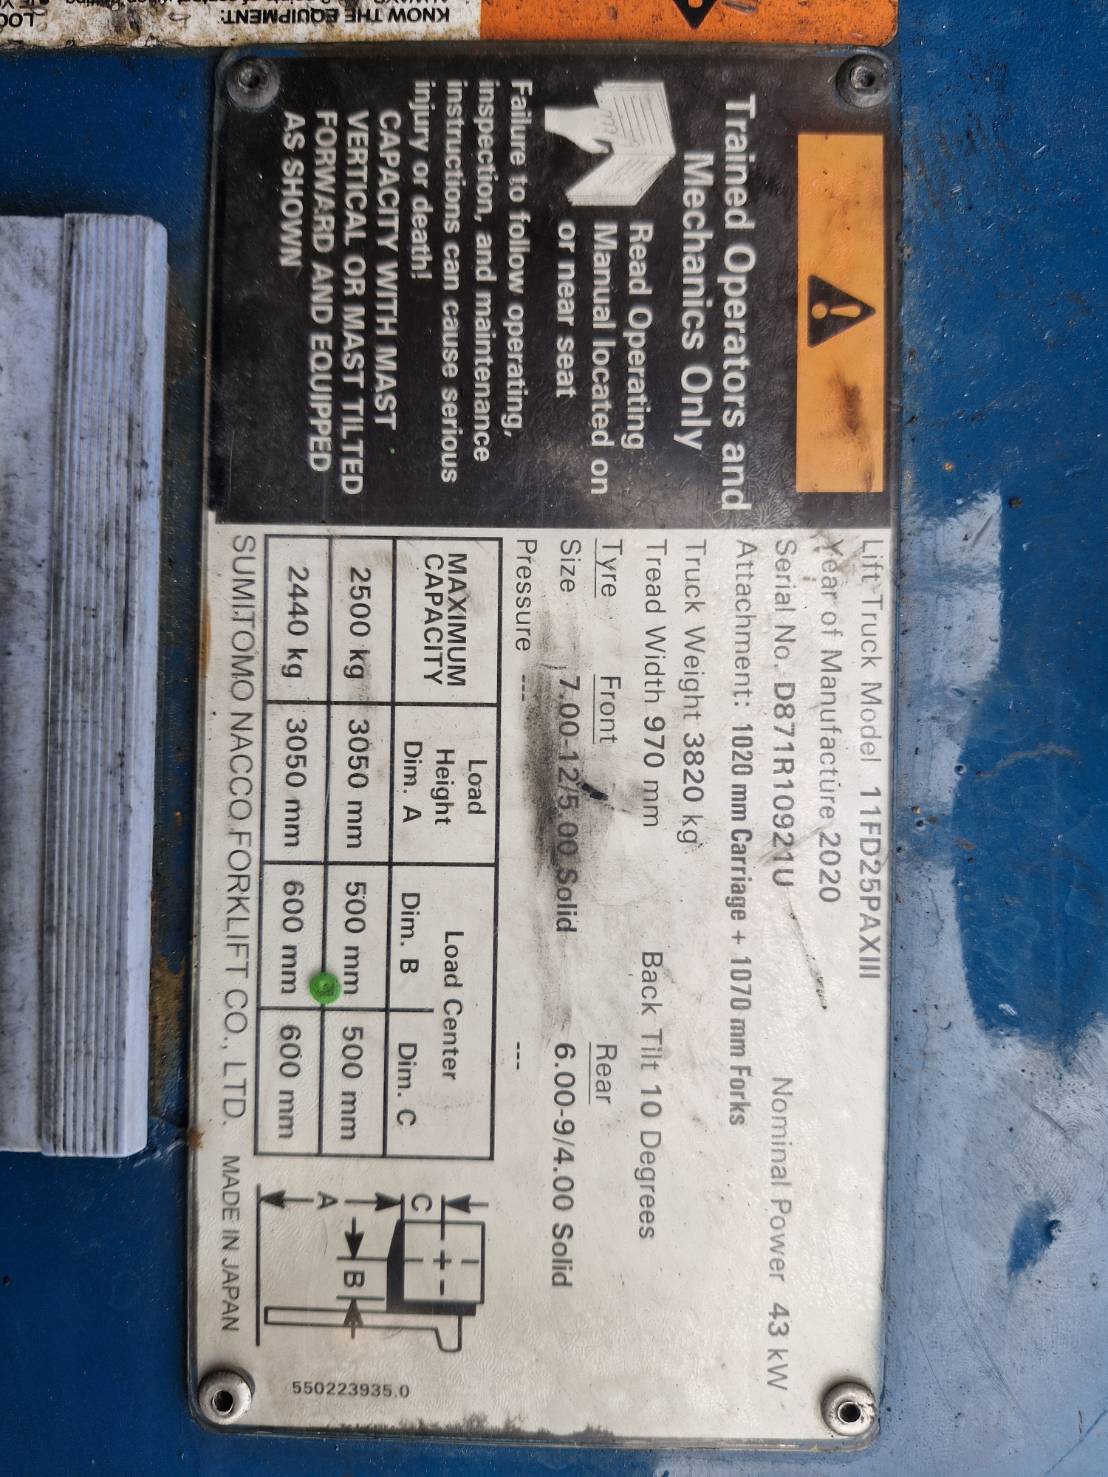 KNOW THE EQUIPMENT:
Trained Operators and
Mechanics Only
Read Operating
Manual located on
or near seat
Failure to follow operating,
inspection, and maintenance
instructions can cause serious
injury or death!
CAPACITY WITH MAST
VERTICAL OR MAST TILTED
FORWARD AND EQUIPPED
AS SHOWN
Lift Truck Model 11FD25PAXIII
Year of Manufacture 2020
Serial No. D871R10921U Nominal Power 43 kW
Attachment: 1020 mm Carriage + 1070 mm Forks
Truck Weight 3820 kg
Tread Width 970 mm Back Tilt 10 Degrees
Tyre Front Rear
Size 7.00-12/5.00 Solid 6.00-9/4.00 Solid
Pressure --- ---
MAXIMUM CAPACITY Load Height Dim. A Load Center Dim. B Dim. C
2500 kg 3050 mm 500 mm 500 mm
2440 kg 3050 mm 600 mm 600 mm
C
A
B
SUMITOMO NACCO FORKLIFT CO., LTD. MADE IN JAPAN
550223935.0